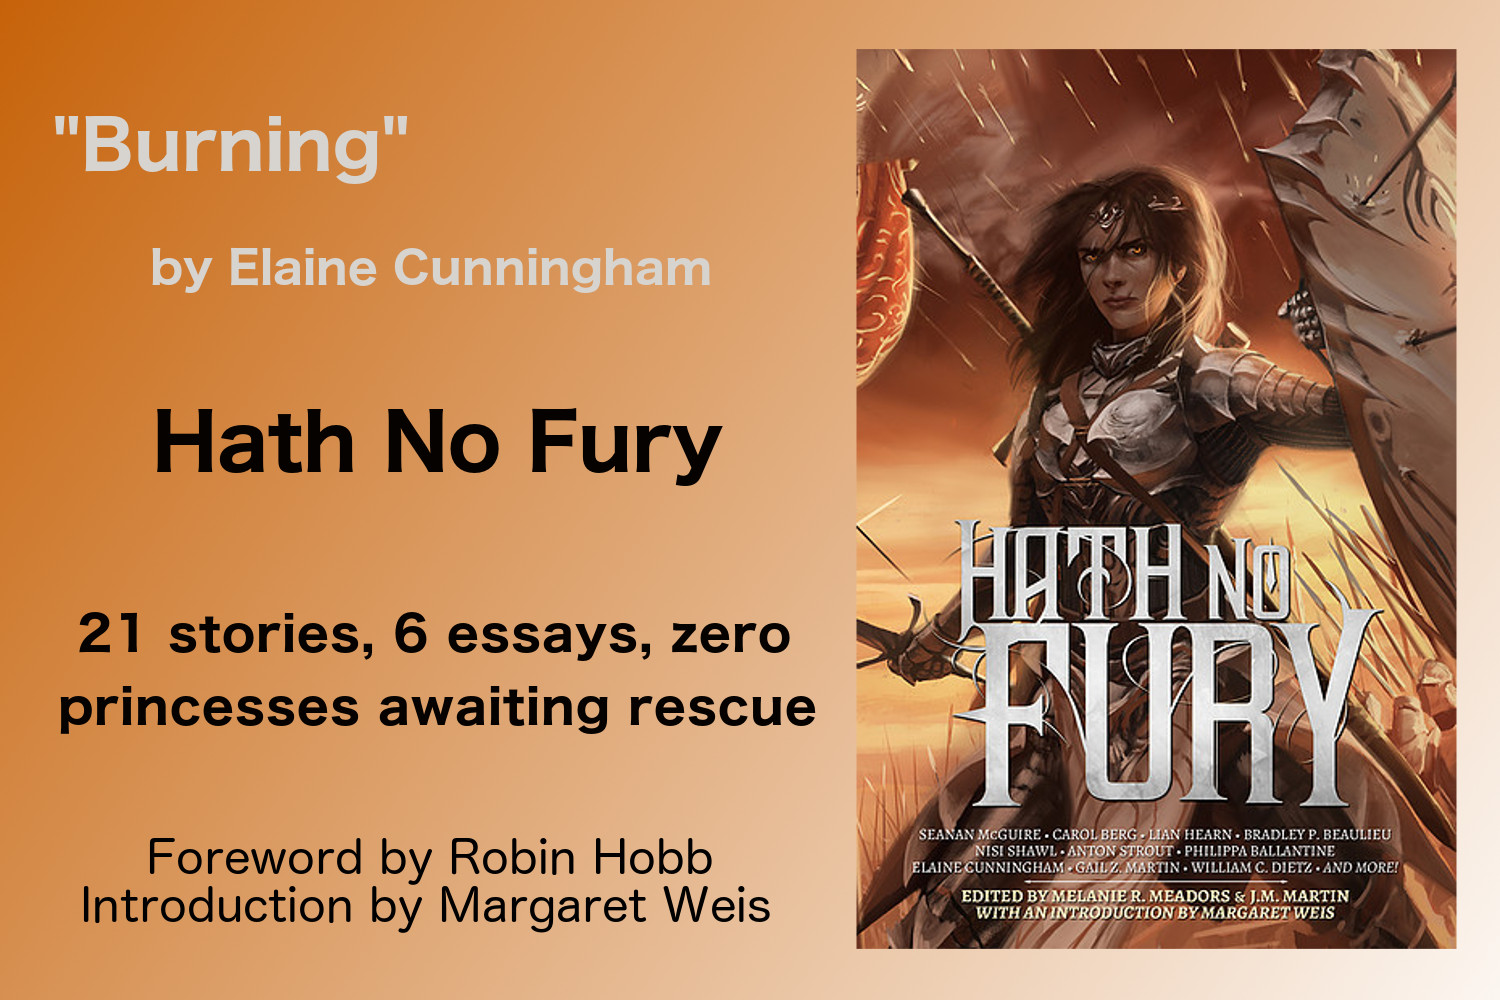 "Burning"
by Elaine Cunningham
Hath No Fury
21 stories, 6 essays, zero
princesses awaiting rescue
Foreword by Robin Hobb
Introduction by Margaret Weis
HATH NO
FURY
SEANAN McGUIRE • CAROL BERG • LIAN HEARN • BRADLEY P. BEAULIEU
NISI SHAWL • ANTON STROUT • PHILIPPA BALLANTINE
ELAINE CUNNINGHAM • GAIL Z. MARTIN • WILLIAM C. DIETZ • AND MORE!
EDITED BY MELANIE R. MEADORS & J.M. MARTIN
WITH AN INTRODUCTION BY MARGARET WEIS